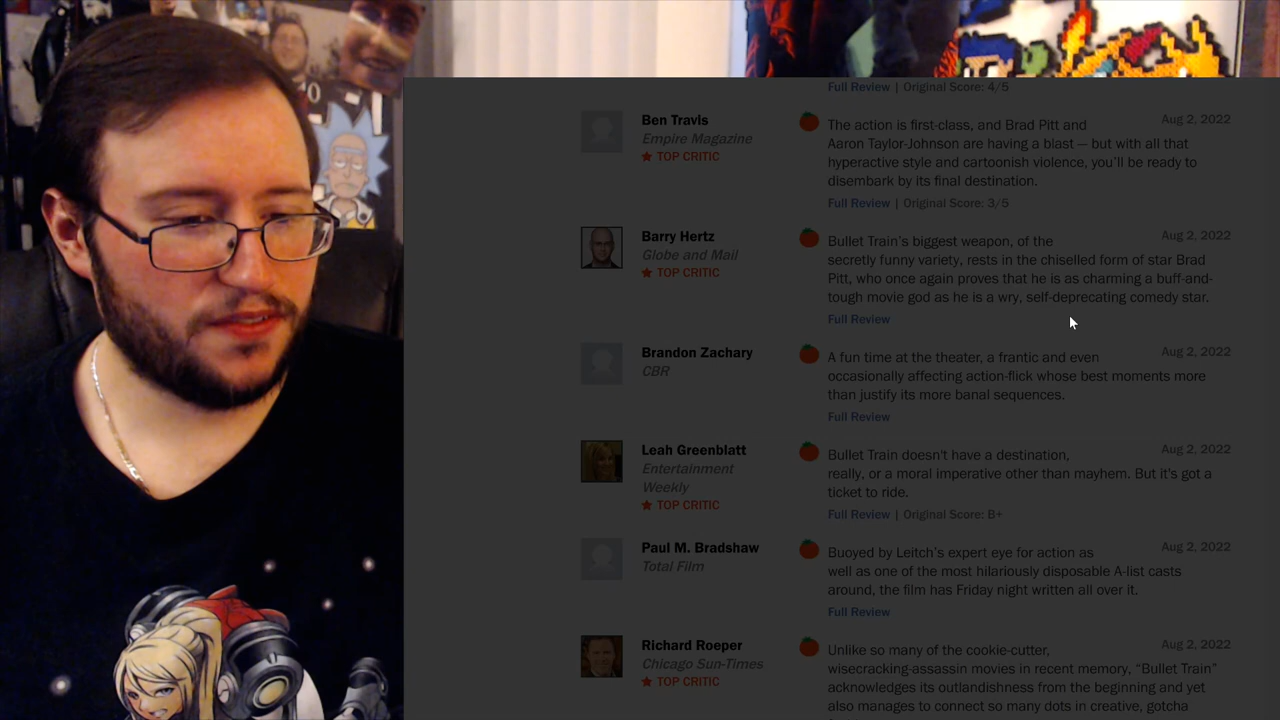 Full Review | Original Score: 4/5
Ben Travis
Empire Magazine
TOP CRITIC
The action is first-class, and Brad Pitt and
Aaron Taylor-Johnson are having a blast — but with all that
hyperactive style and cartoonish violence, you'll be ready to
disembark by its final destination.
Aug 2, 2022
Full Review | Original Score: 3/5
Barry Hertz
Globe and Mail
TOP CRITIC
Bullet Train's biggest weapon, of the
secretly funny variety, rests in the chiselled form of star Brad
Pitt, who once again proves that he is as charming a buff-and-
tough movie god as he is a wry, self-deprecating comedy star.
Aug 2, 2022
Full Review
Brandon Zachary
CBR
A fun time at the theater, a frantic and even
occasionally affecting action-flick whose best moments more
than justify its more banal sequences.
Aug 2, 2022
Full Review
Leah Greenblatt
Entertainment
Weekly
TOP CRITIC
Bullet Train doesn't have a destination,
really, or a moral imperative other than mayhem. But it's got a
ticket to ride.
Aug 2, 2022
Full Review | Original Score: B+
Paul M. Bradshaw
Total Film
Buoyed by Leitch's expert eye for action as
well as one of the most hilariously disposable A-list casts
around, the film has Friday night written all over it.
Aug 2, 2022
Full Review
Richard Roeper
Chicago Sun-Times
TOP CRITIC
Unlike so many of the cookie-cutter,
wisecracking-assassin movies in recent memory, "Bullet Train"
acknowledges its outlandishness from the beginning and yet
also manages to connect so many dots in creative, gotcha
Aug 2, 2022